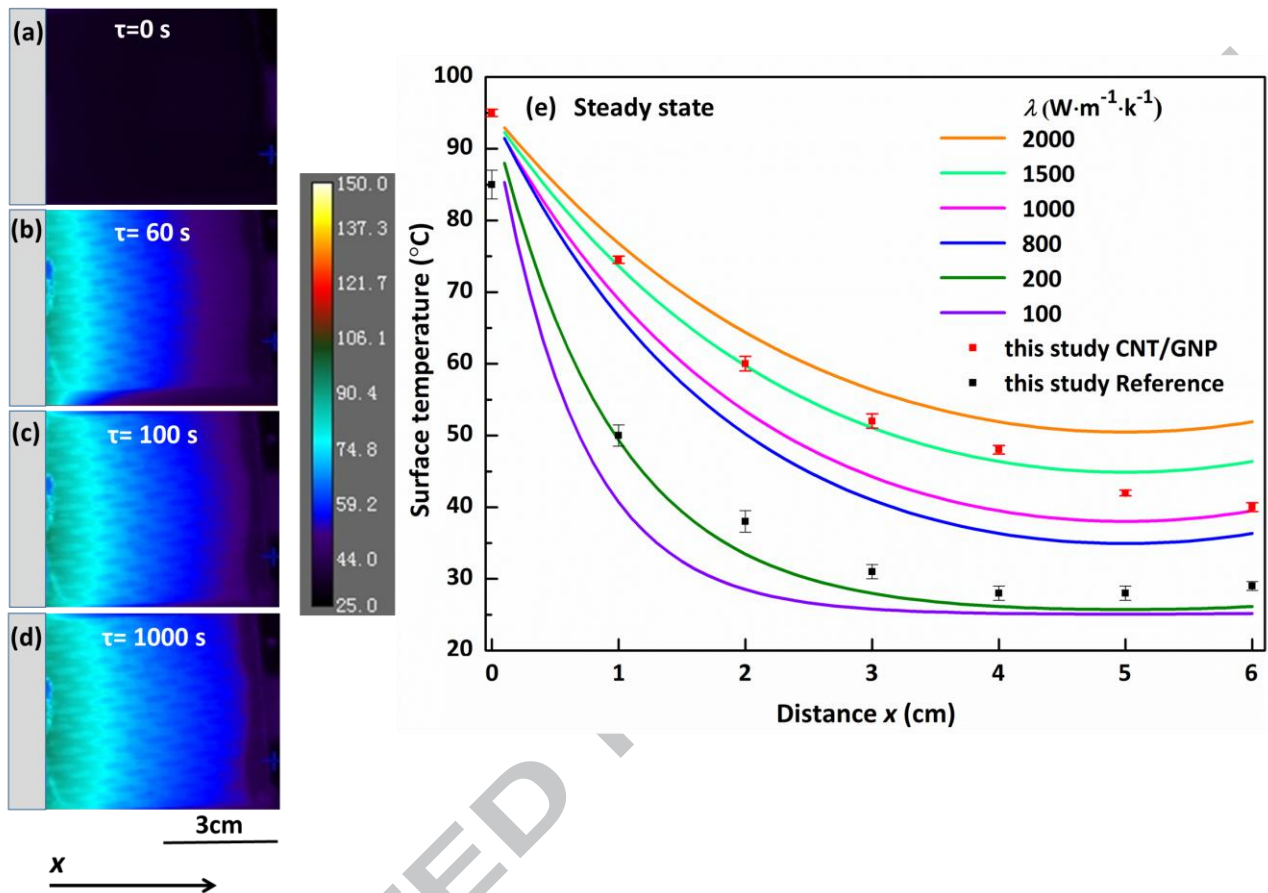 (a)
τ=0 s
(b)
τ= 60 s
(c)
τ= 100 s
(d)
τ= 1000 s
3cm
x
150.0
137.3
121.7
106.1
90.4
74.8
59.2
44.0
25.0
(e) Steady state
λ (W·m⁻¹·k⁻¹)
2000
1500
1000
800
200
100
this study CNT/GNP
this study Reference
Surface temperature (°C)
100
90
80
70
60
50
40
30
20
0 1 2 3 4 5 6
Distance x (cm)
TED